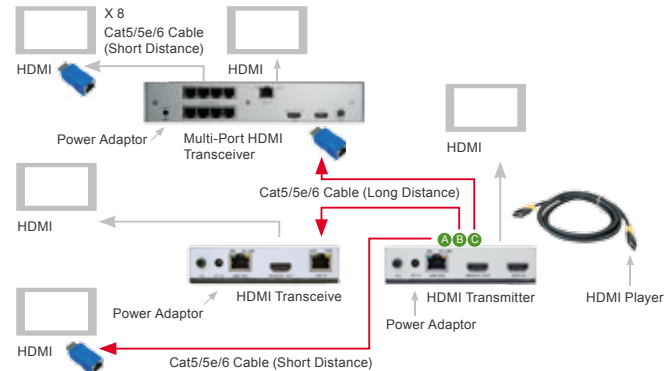 X 8
Cat5/5e/6 Cable
(Short Distance)
HDMI
HDMI
Power Adaptor
Multi-Port HDMI
Transceiver
HDMI
Cat5/5e/6 Cable (Long Distance)
HDMI
A B C
HDMI Transceive
HDMI Transmitter
HDMI Player
Power Adaptor
Power Adaptor
HDMI
Cat5/5e/6 Cable (Short Distance)